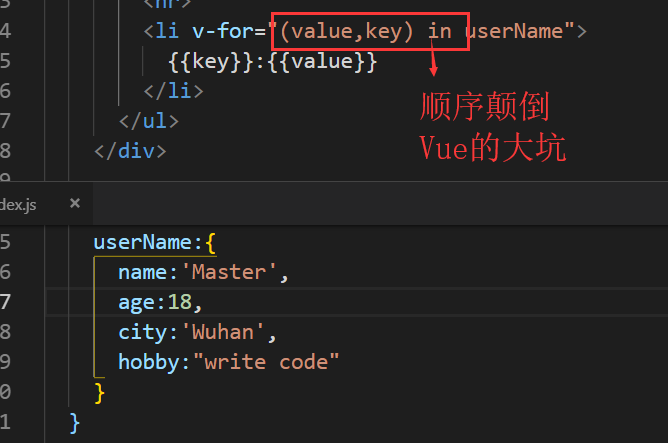 <hr>
4 <li v-for="(value,key) in userName">
5 {{key}}:{{value}}
6 </li>
7 </ul>
8 </div>
顺序颠倒
Vue的大坑
dex.js ×
5 userName:{
6 name:'Master',
7 age:18,
8 city:'Wuhan',
9 hobby:"write code"
0 }
1 }